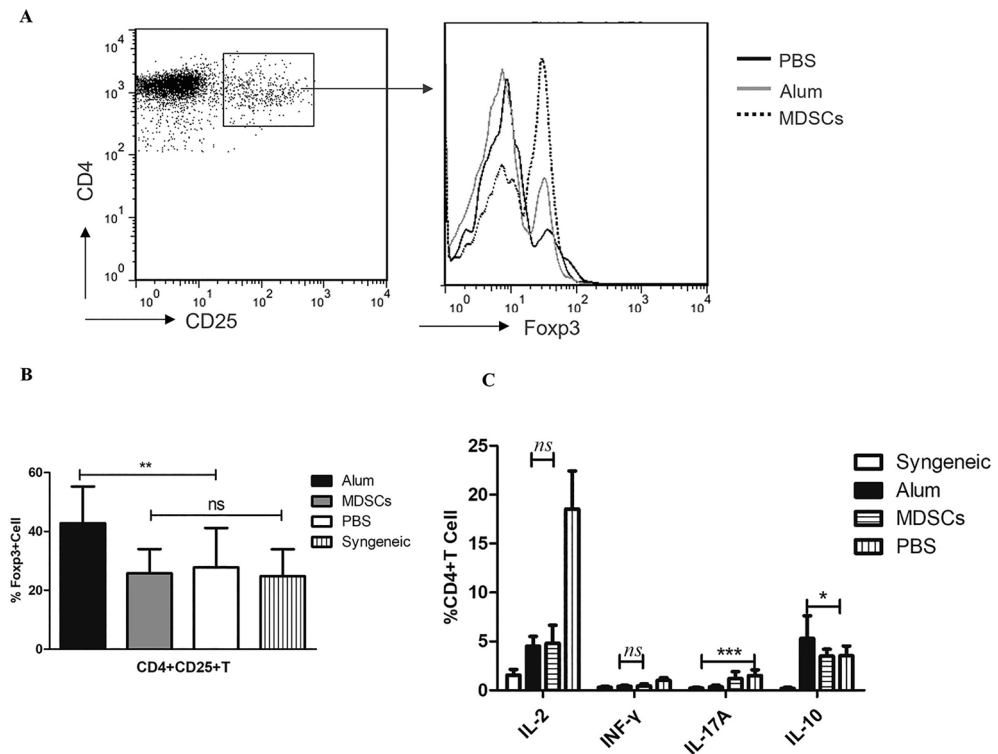 A
CD4
10^4
10^3
10^2
10^1
10^0
10^0 10^1 10^2 10^3 10^4
CD25
10^0 10^1 10^2 10^3 10^4
Foxp3
PBS
Alum
MDSCs
B
% Foxp3+Cell
60
40
20
0
**
ns
CD4+CD25+T
Alum
MDSCs
PBS
Syngeneic
C
%CD4+T Cell
25
20
15
10
5
0
ns
ns
***
*
IL-2
INF-γ
IL-17A
IL-10
Syngeneic
Alum
MDSCs
PBS